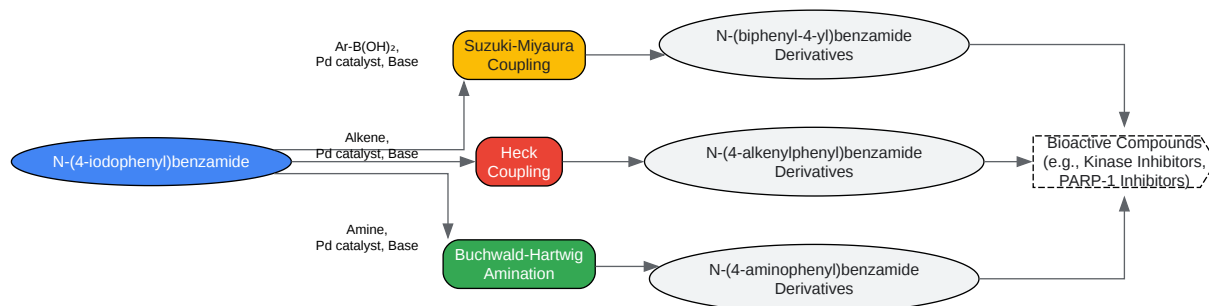 Ar-B(OH)₂,
Pd catalyst, Base
Suzuki-Miyaura
Coupling
N-(biphenyl-4-yl)benzamide
Derivatives
N-(4-iodophenyl)benzamide
Alkene,
Pd catalyst, Base
Heck
Coupling
N-(4-alkenylphenyl)benzamide
Derivatives
Bioactive Compounds
(e.g., Kinase Inhibitors,
PARP-1 Inhibitors)
Amine,
Pd catalyst, Base
Buchwald-Hartwig
Amination
N-(4-aminophenyl)benzamide
Derivatives